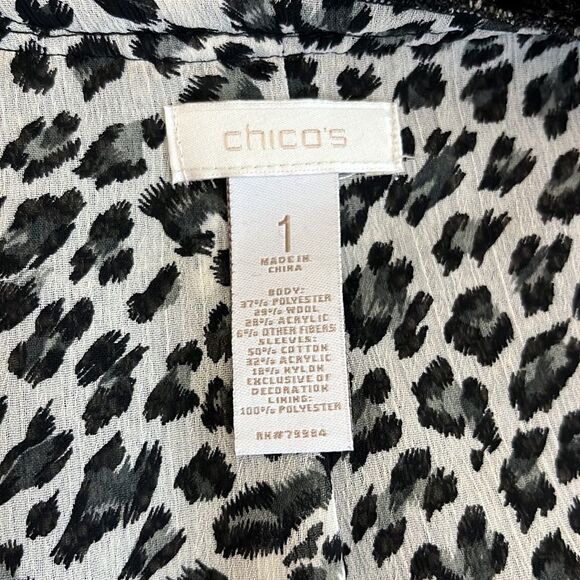 chico's
1
MADE IN
CHINA
BODY:
37% POLYESTER
29% WOOL
28% ACRYLIC
6% OTHER FIBERS
SLEEVES:
50% COTTON
32% ACRYLIC
18% NYLON
EXCLUSIVE OF
DECORATION
LINING:
100% POLYESTER
RN#79984